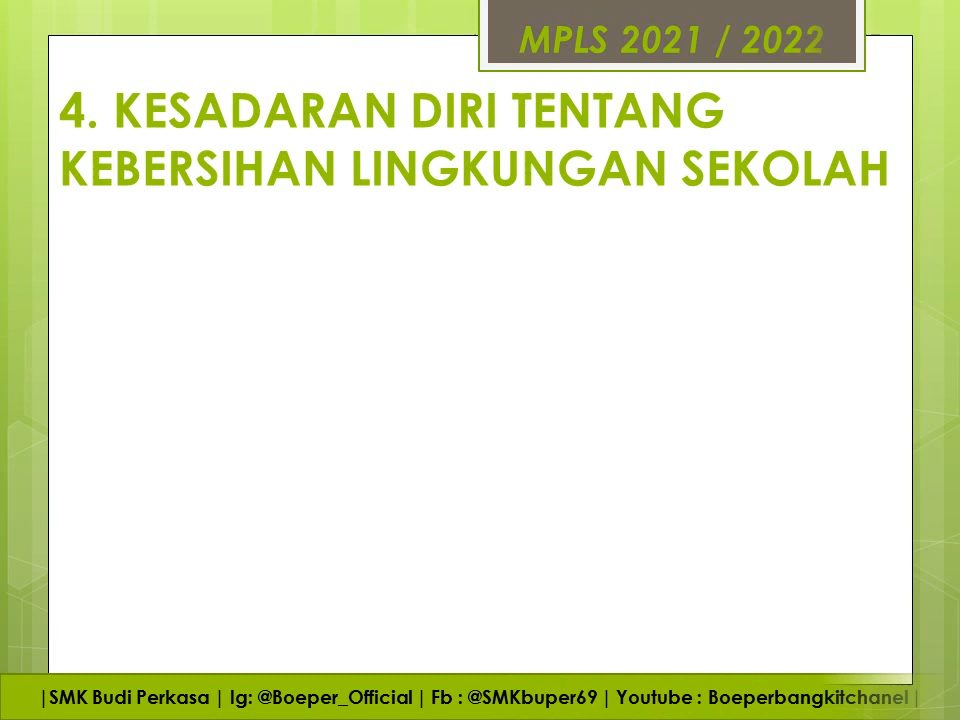 MPLS 2021 / 2022
4. KESADARAN DIRI TENTANG
KEBERSIHAN LINGKUNGAN SEKOLAH
|SMK Budi Perkasa | Ig: @Boeper_Official | Fb : @SMKbuper69 | Youtube : Boeperbangkitchanel |